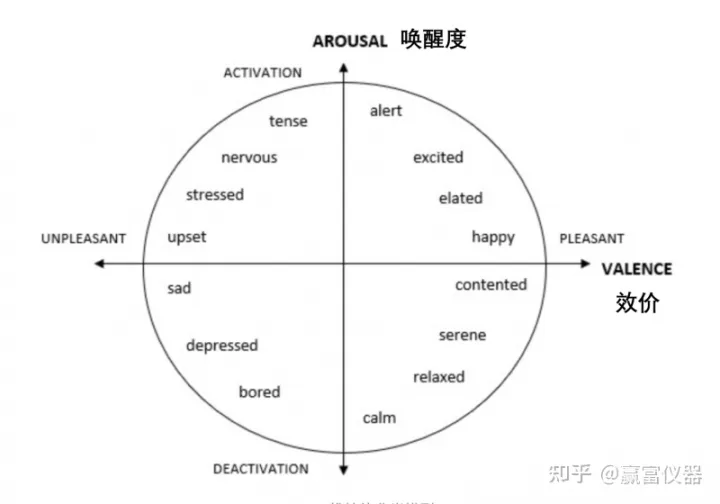 AROUSAL 唤醒度
ACTIVATION
tense
alert
nervous
excited
stressed
elated
UNPLEASANT
upset
happy
PLEASANT
VALENCE
效价
sad
contented
serene
depressed
relaxed
bored
calm
DEACTIVATION
知乎 @赢富仪器